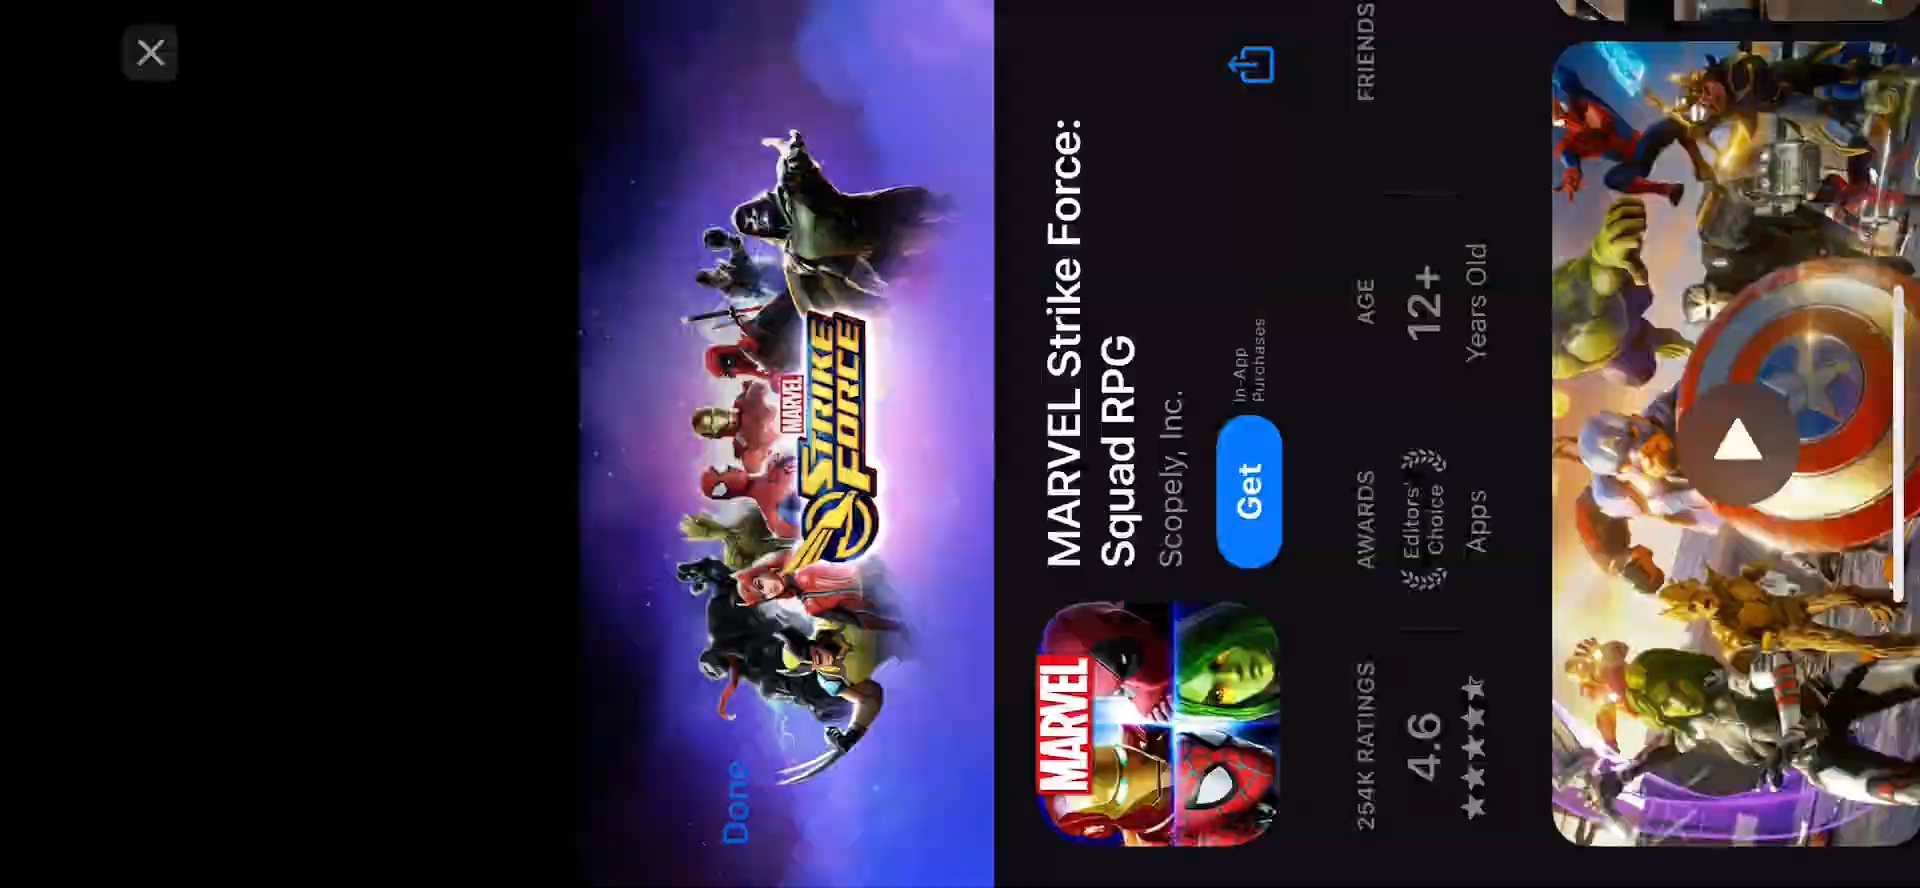 Done
MARVEL
STRIKE
FORCE
MARVEL
MARVEL Strike Force:
Squad RPG
Scopely, Inc.
Get
In-App
Purchases
254K RATINGS
4.6
AWARDS
Editors'
Choice
Apps
AGE
12+
Years Old
FRIENDS